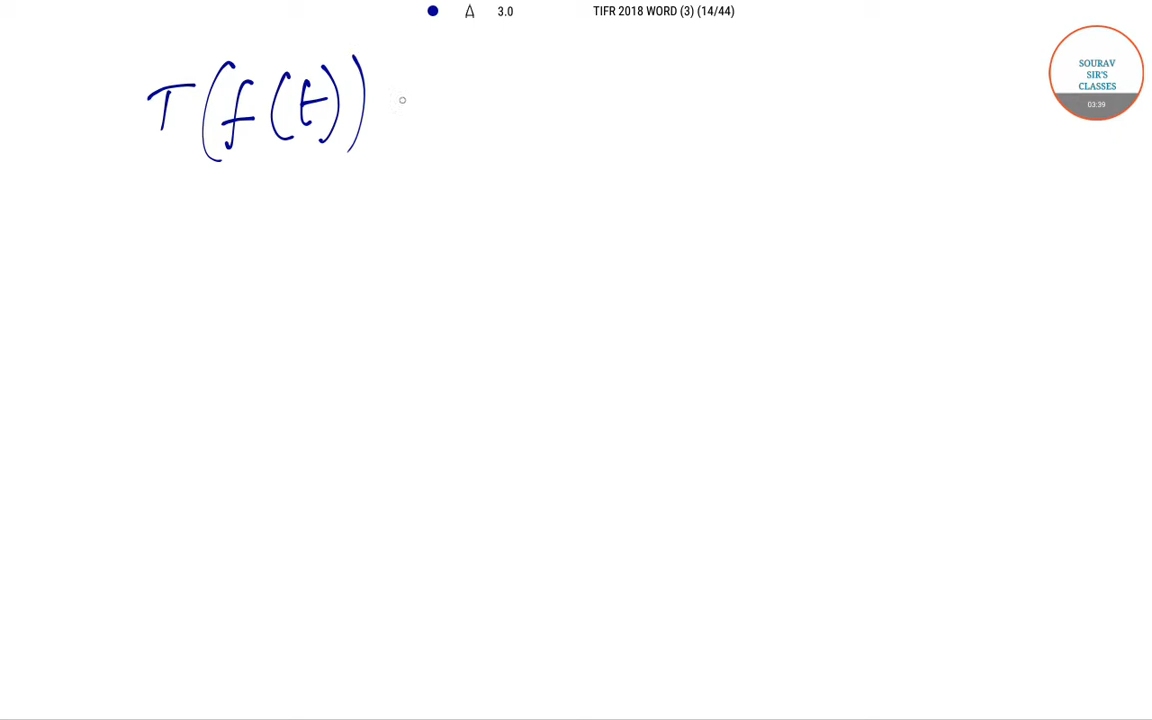 3.0 TIFR 2018 WORD (3) (14/44)
SOURAV
SIR'S
CLASSES
03:39
T(f(t))